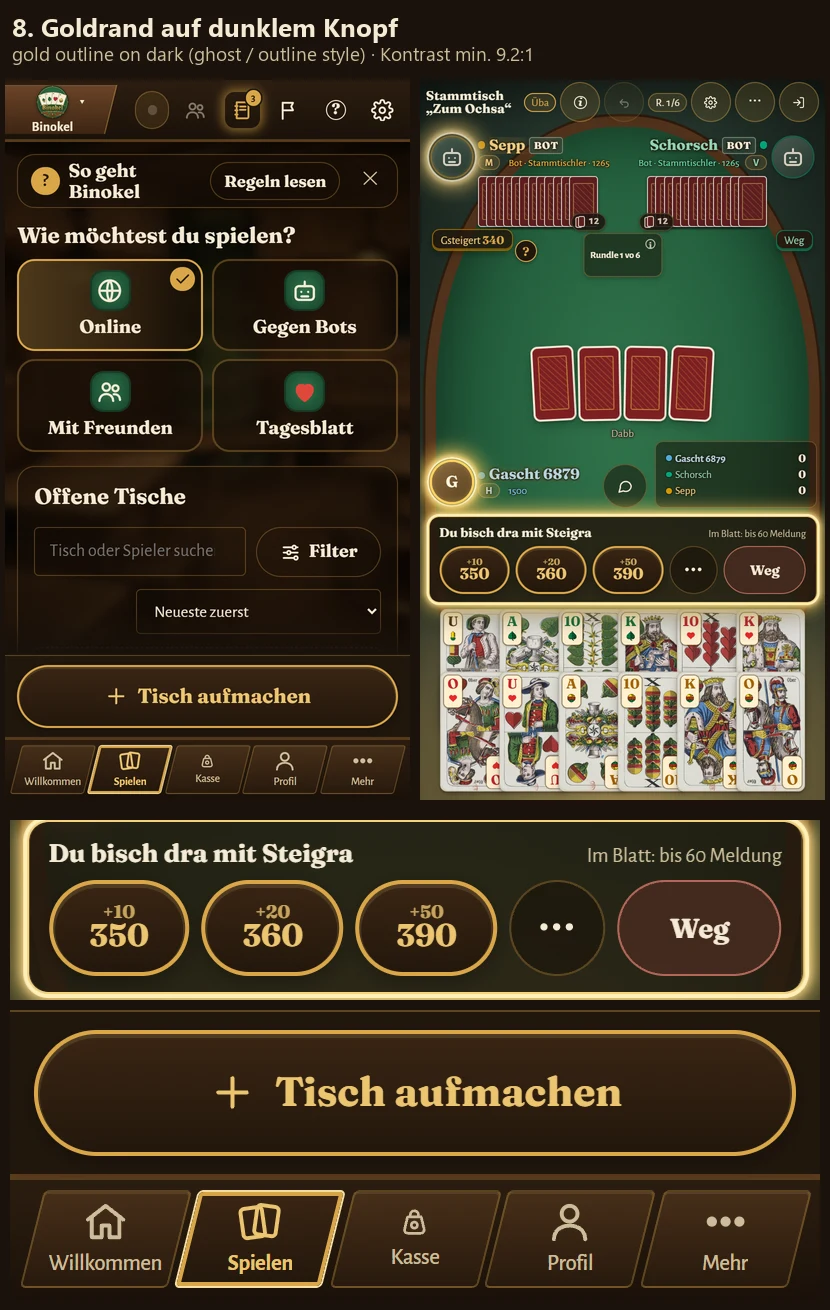 8. Goldrand auf dunklem Knopf
gold outline on dark (ghost / outline style) · Kontrast min. 9.2:1
Binokel
3
?
So geht
Binokel
Regeln lesen
Wie möchtest du spielen?
Online
Gegen Bots
Mit Freunden
Tagesblatt
Offene Tische
Tisch oder Spieler suche
Filter
Neueste zuerst
+ Tisch aufmachen
Willkommen
Spielen
Kasse
Profil
Mehr
Stammtisch
„Zum Ochsa“
Üba
R. 1/6
Sepp BOT
M Bot · Stammtischler · 1265
Schorsch BOT
Bot · Stammtischler · 1265 V
12
12
Gsteigert 340
?
Rundle 1 vo 6
Weg
Dabb
G
Gascht 6879
H 1500
Gascht 6879 0
Schorsch 0
Sepp 0
Du bisch dra mit Steigra
Im Blatt: bis 60 Meldung
+10
350
+20
360
+50
390
Weg
U A 10 K 10 K
O U A 10 K O
Du bisch dra mit Steigra
Im Blatt: bis 60 Meldung
+10
350
+20
360
+50
390
Weg
+ Tisch aufmachen
Willkommen
Spielen
Kasse
Profil
Mehr